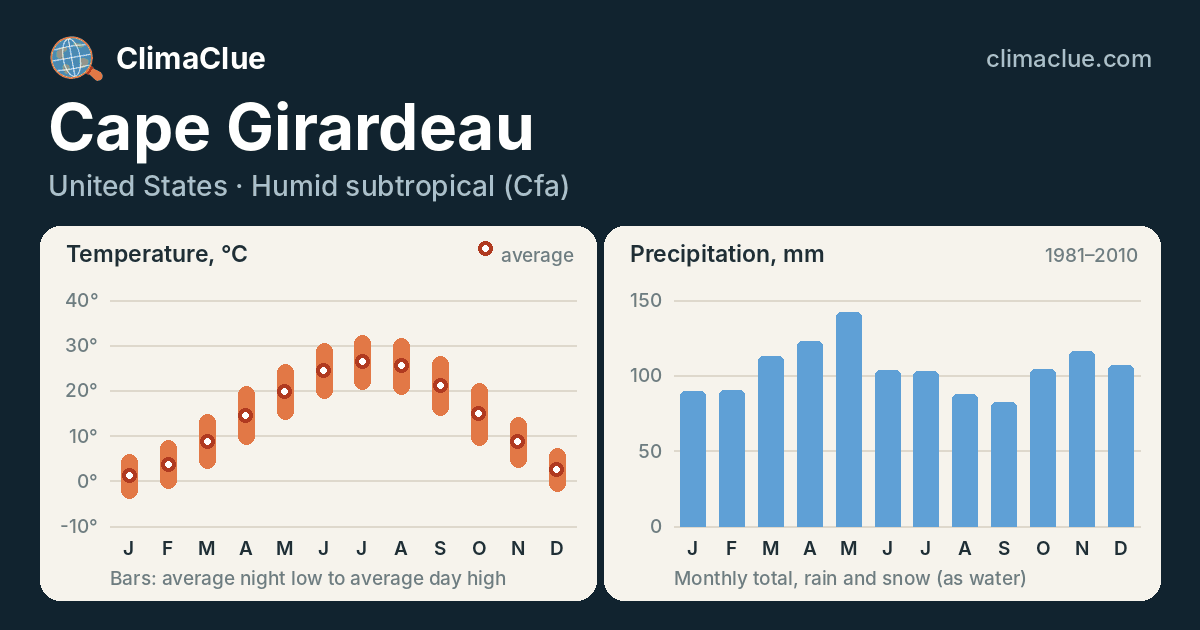 ClimaClue
climaclue.com
Cape Girardeau
United States · Humid subtropical (Cfa)
Temperature, °C
average
40°
30°
20°
10°
0°
-10°
J F M A M J J A S O N D
Bars: average night low to average day high
Precipitation, mm
1981–2010
150
100
50
0
J F M A M J J A S O N D
Monthly total, rain and snow (as water)